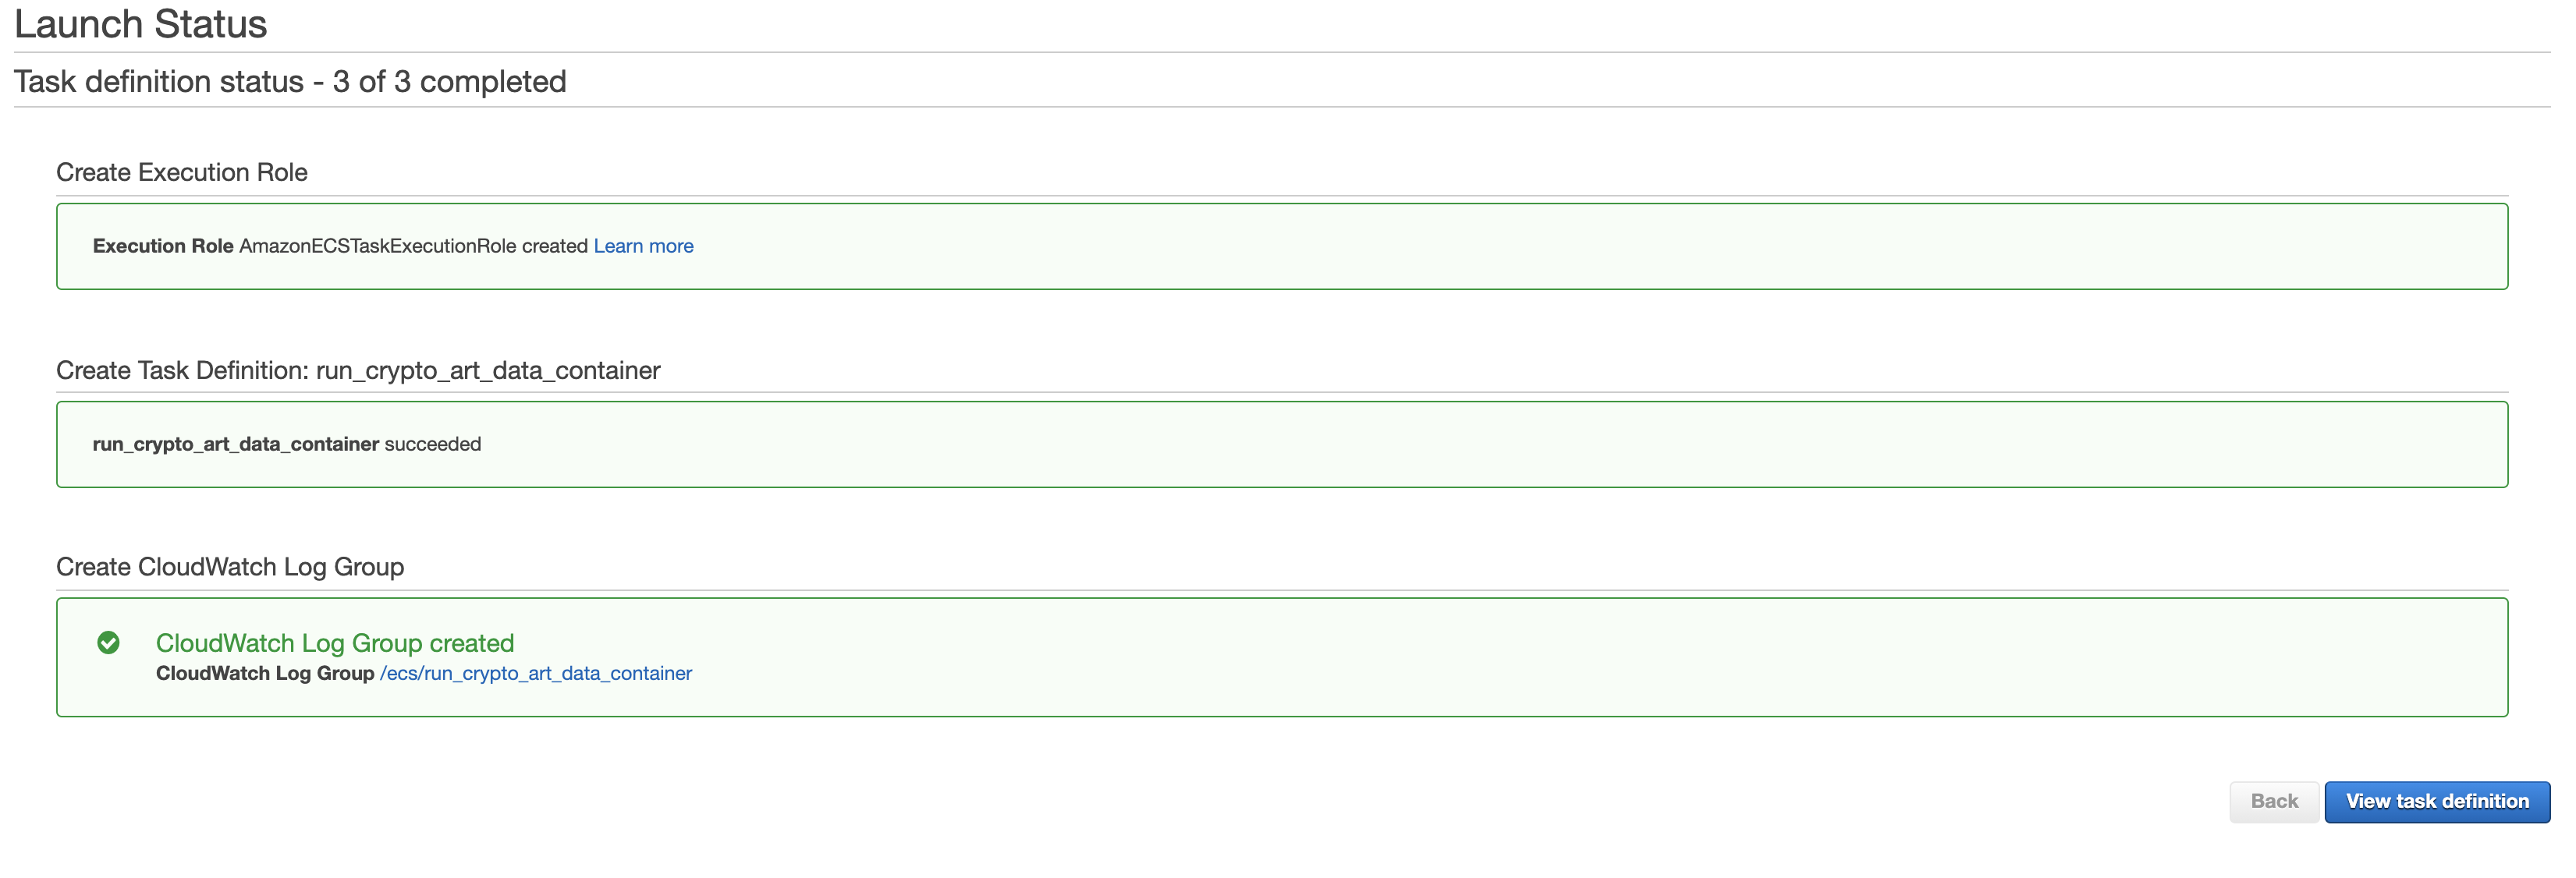 Launch Status
Task definition status - 3 of 3 completed
Create Execution Role
Execution Role AmazonECSTaskExecutionRole created Learn more
Create Task Definition: run_crypto_art_data_container
run_crypto_art_data_container succeeded
Create CloudWatch Log Group
CloudWatch Log Group created
CloudWatch Log Group /ecs/run_crypto_art_data_container
Back View task definition